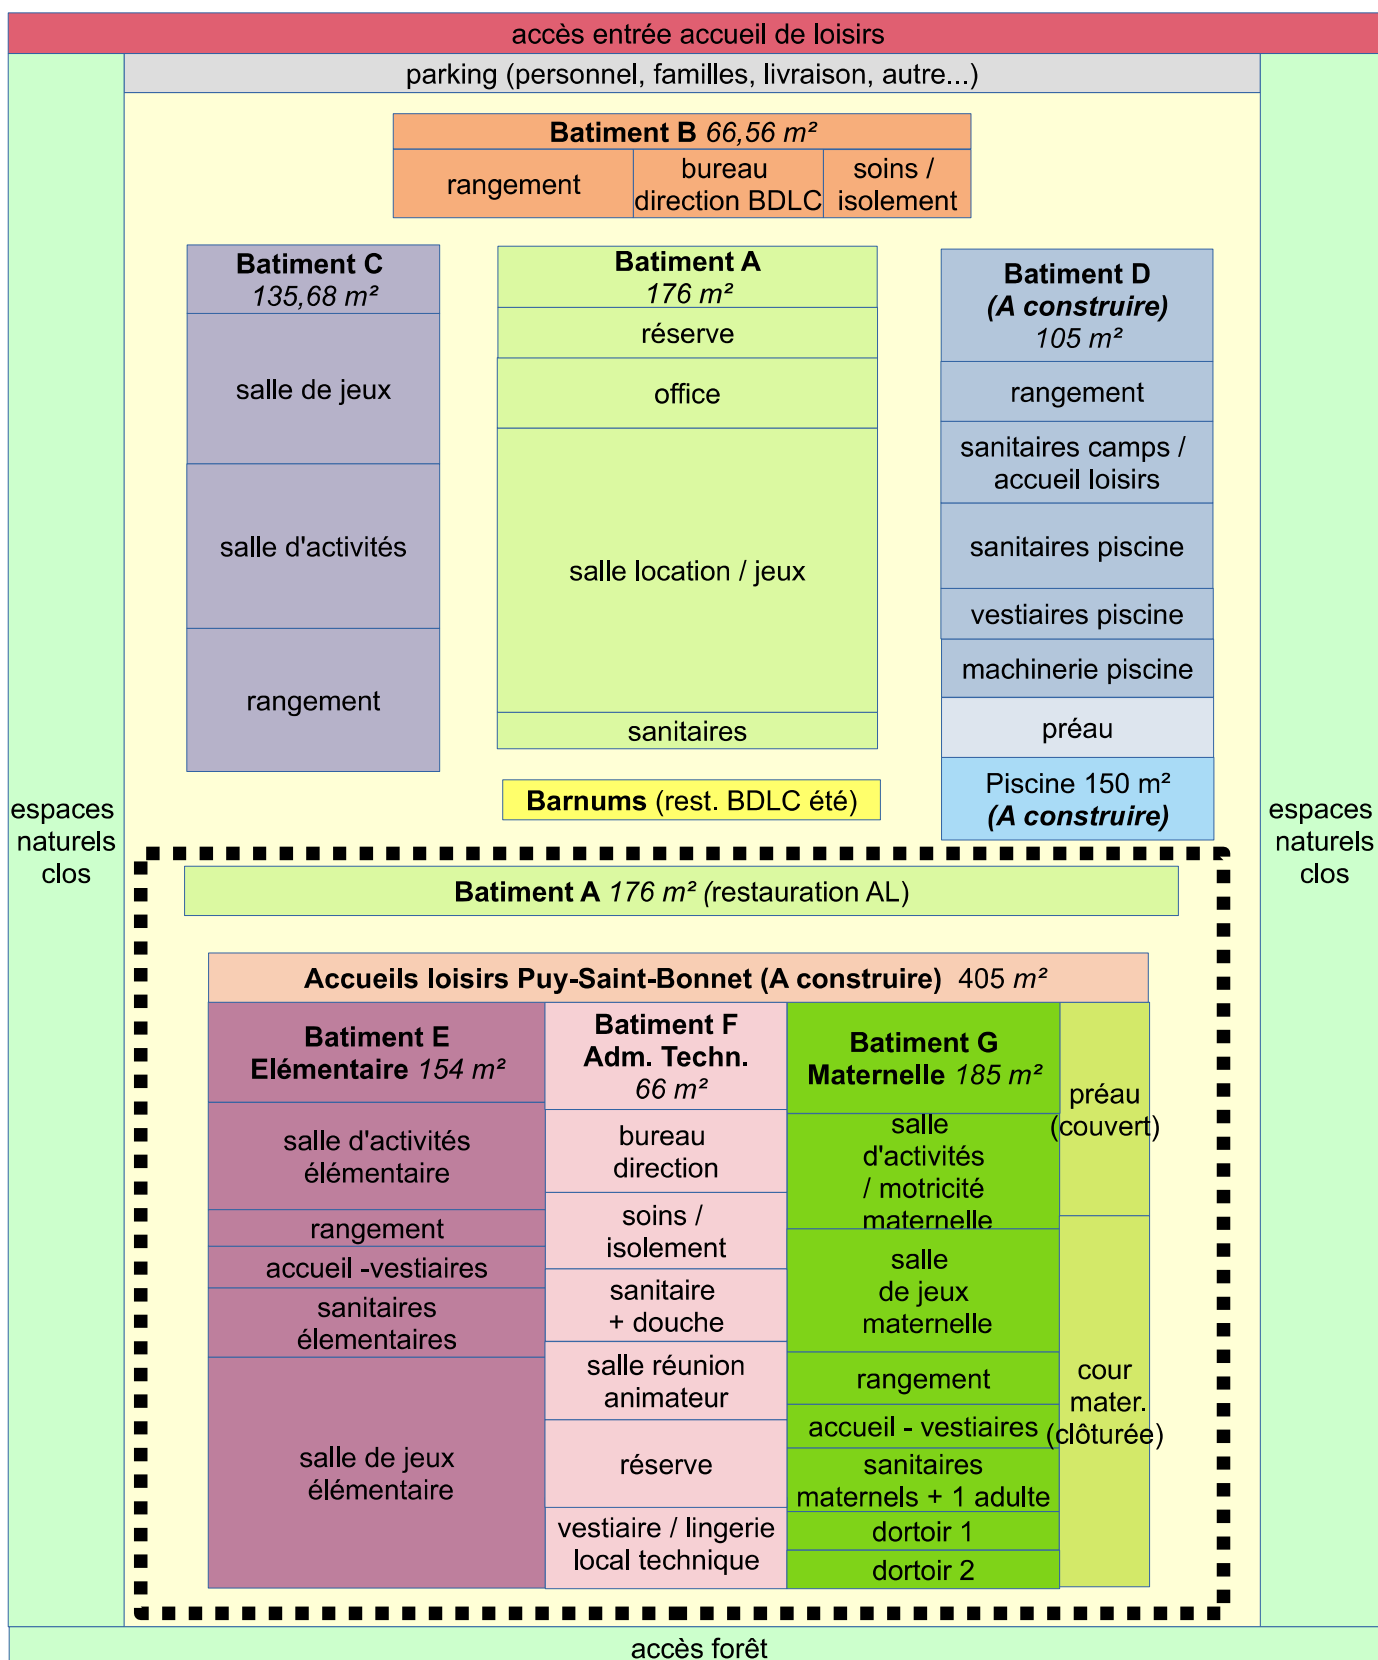 accès entrée accueil de loisirs
parking (personnel, familles, livraison, autre...)
Batiment B 66,56 m²
rangement
bureau
direction BDLC
soins /
isolement
Batiment C
135,68 m²
salle de jeux
salle d'activités
rangement
Batiment A
176 m²
réserve
office
salle location / jeux
sanitaires
Batiment D
(A construire)
105 m²
rangement
sanitaires camps /
accueil loisirs
sanitaires piscine
vestiaires piscine
machinerie piscine
préau
Piscine 150 m²
(A construire)
Barnums (rest. BDLC été)
espaces
naturels
clos
espaces
naturels
clos
Batiment A 176 m² (restauration AL)
Accueils loisirs Puy-Saint-Bonnet (A construire) 405 m²
Batiment E
Elémentaire 154 m²
salle d'activités
élémentaire
rangement
accueil -vestiaires
sanitaires
élementaires
salle de jeux
élémentaire
Batiment F
Adm. Techn.
66 m²
bureau
direction
soins /
isolement
sanitaire
+ douche
salle réunion
animateur
réserve
vestiaire / lingerie
local technique
Batiment G
Maternelle 185 m²
salle
d'activités
/ motricité
maternelle
salle
de jeux
maternelle
rangement
accueil - vestiaires
sanitaires
maternels + 1 adulte
dortoir 1
dortoir 2
préau
(couvert)
cour
mater.
(clôturée)
accès forêt